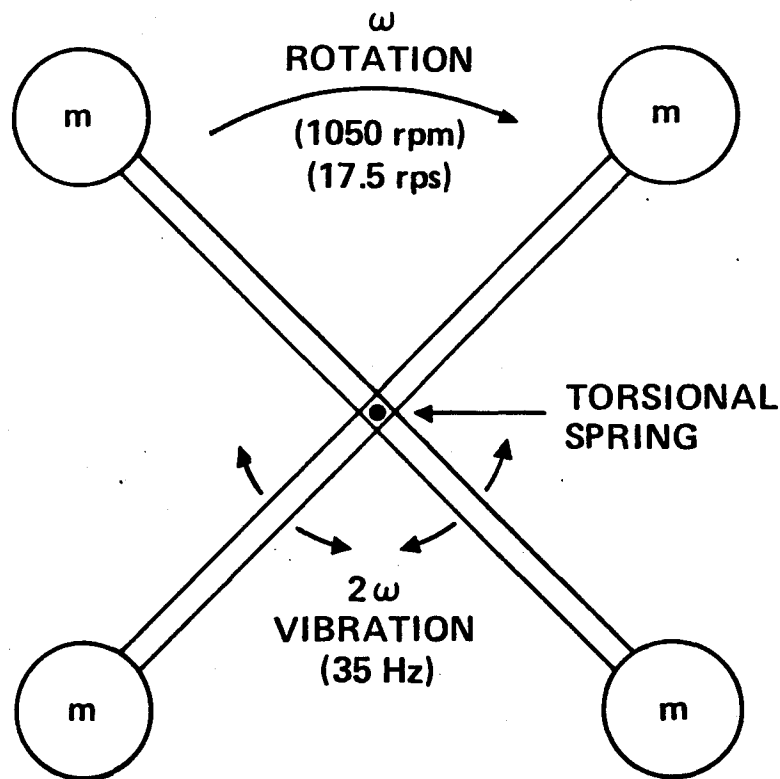 ω
ROTATION
(1050 rpm)
(17.5 rps)
m
m
TORSIONAL
SPRING
2ω
VIBRATION
(35 Hz)
m
m